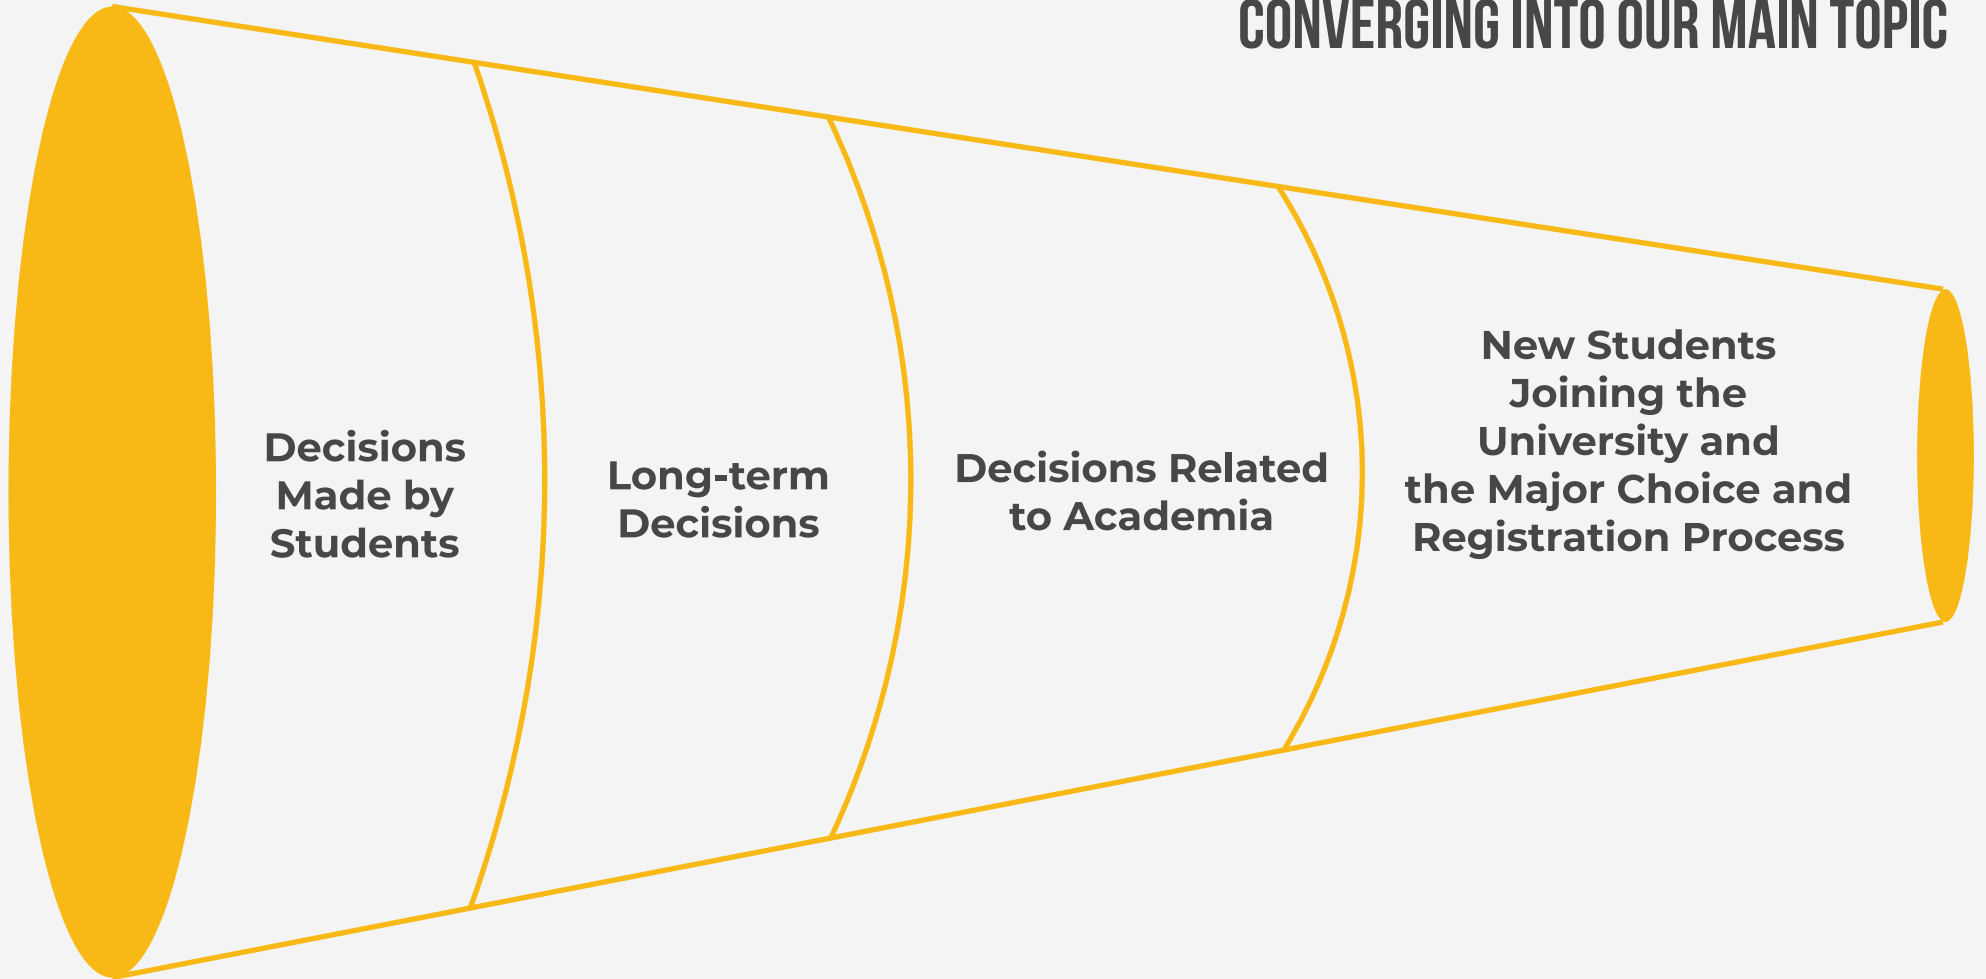 CONVERGING INTO OUR MAIN TOPIC
Decisions
Made by
Students
Long-term
Decisions
Decisions Related
to Academia
New Students
Joining the
University and
the Major Choice and
Registration Process